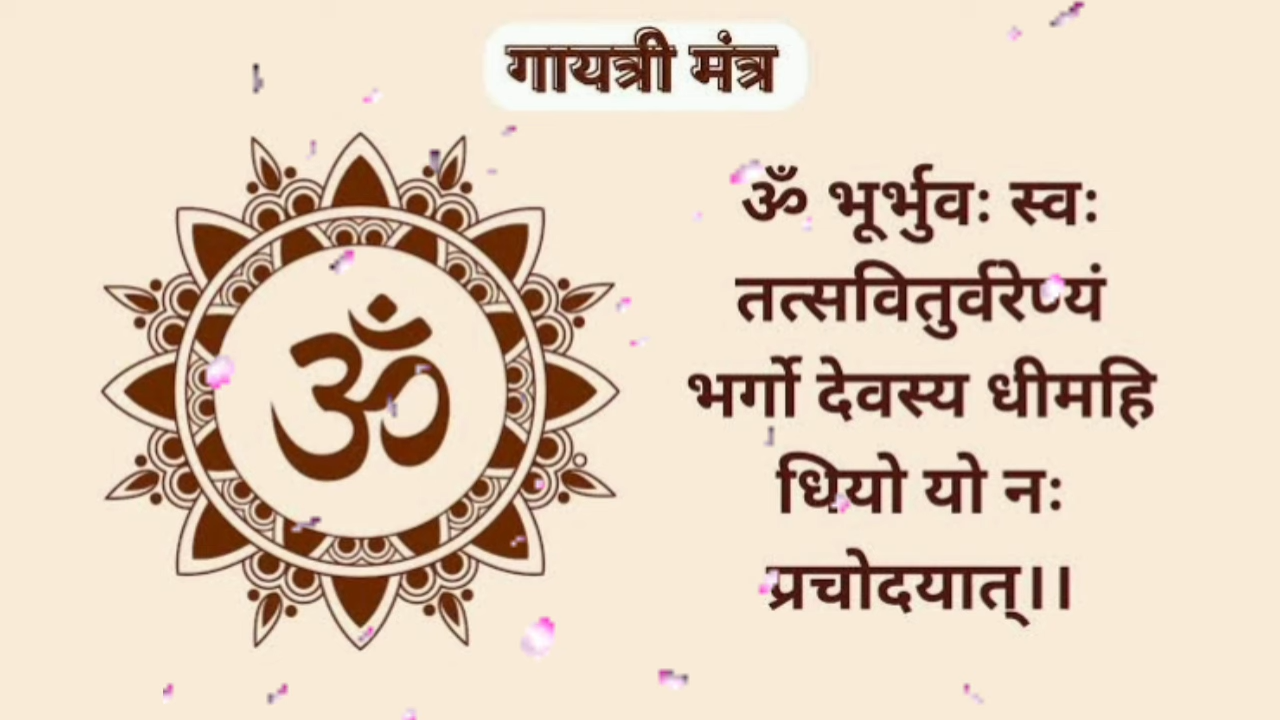 गायत्री मंत्र
ॐ
ॐ भूर्भुवः स्वः
तत्सवितुर्वरेण्यं
भर्गो देवस्य धीमहि
धियो यो नः
प्रचोदयात्।।